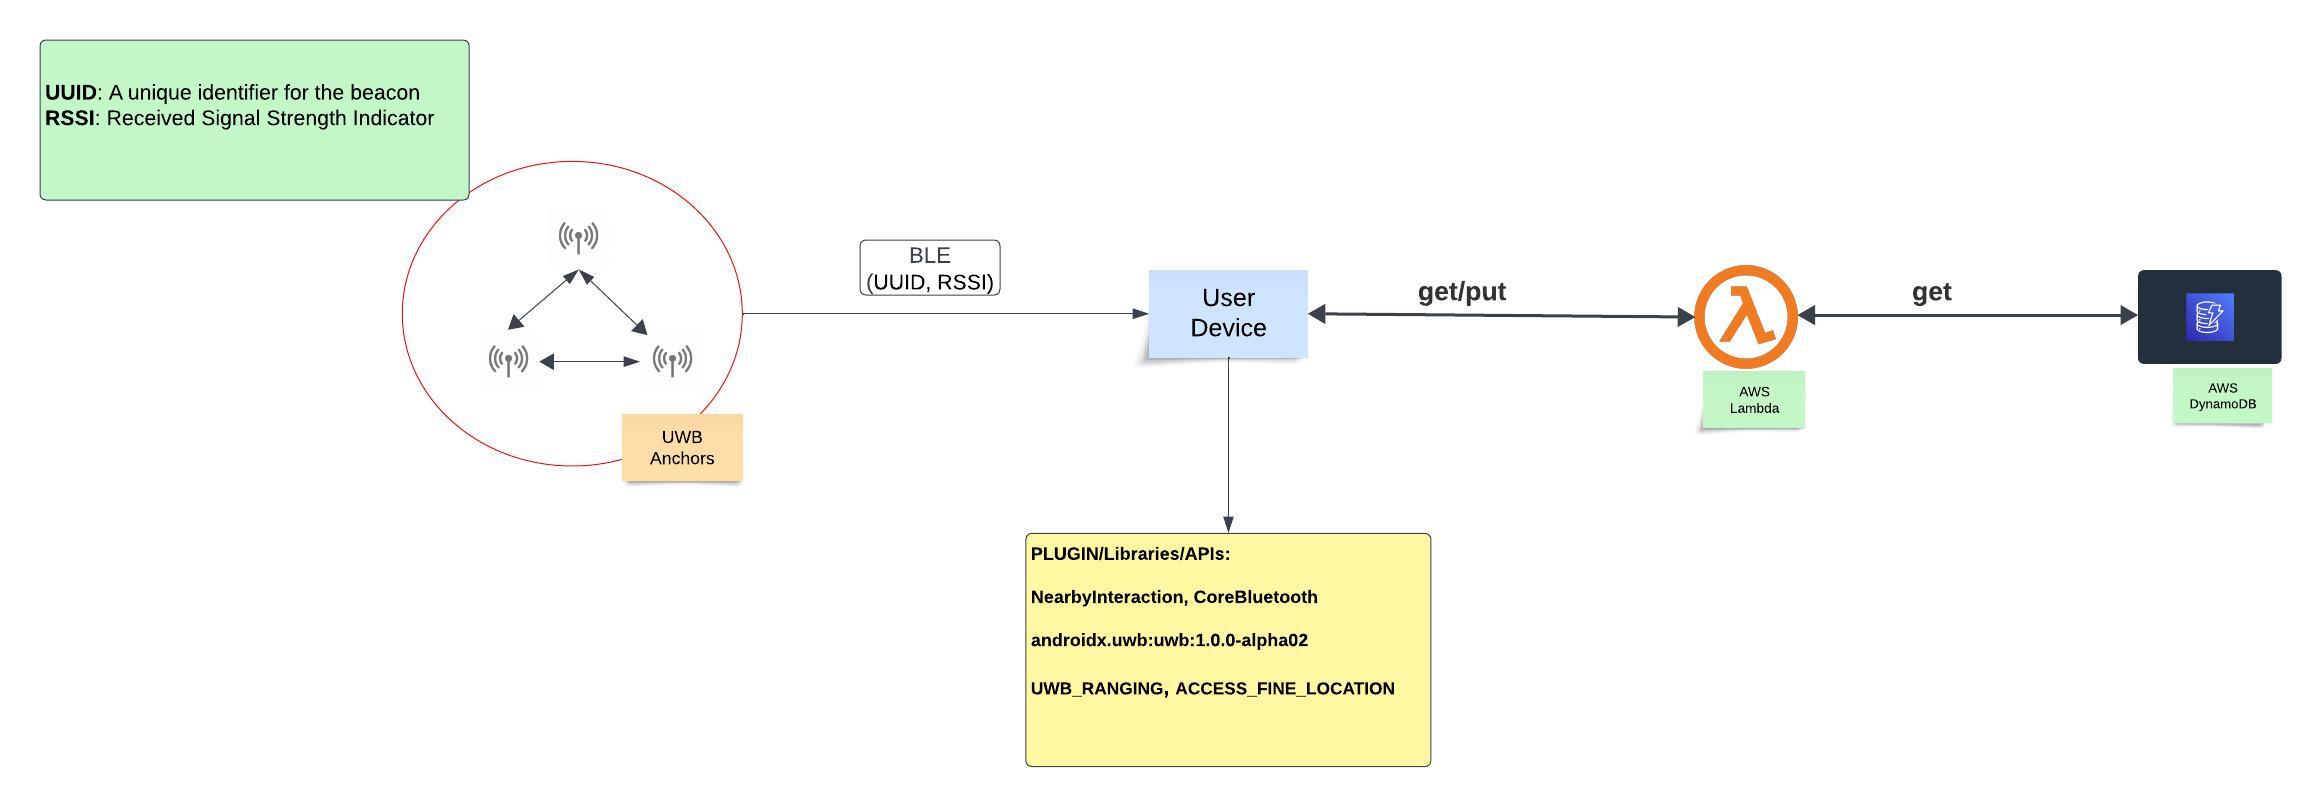 UUID: A unique identifier for the beacon
RSSI: Received Signal Strength Indicator
UWB
Anchors
BLE
(UUID, RSSI)
User
Device
get/put
get
AWS
Lambda
AWS
DynamoDB
PLUGIN/Libraries/APIs:
NearbyInteraction, CoreBluetooth
androidx.uwb:uwb:1.0.0-alpha02
UWB_RANGING, ACCESS_FINE_LOCATION